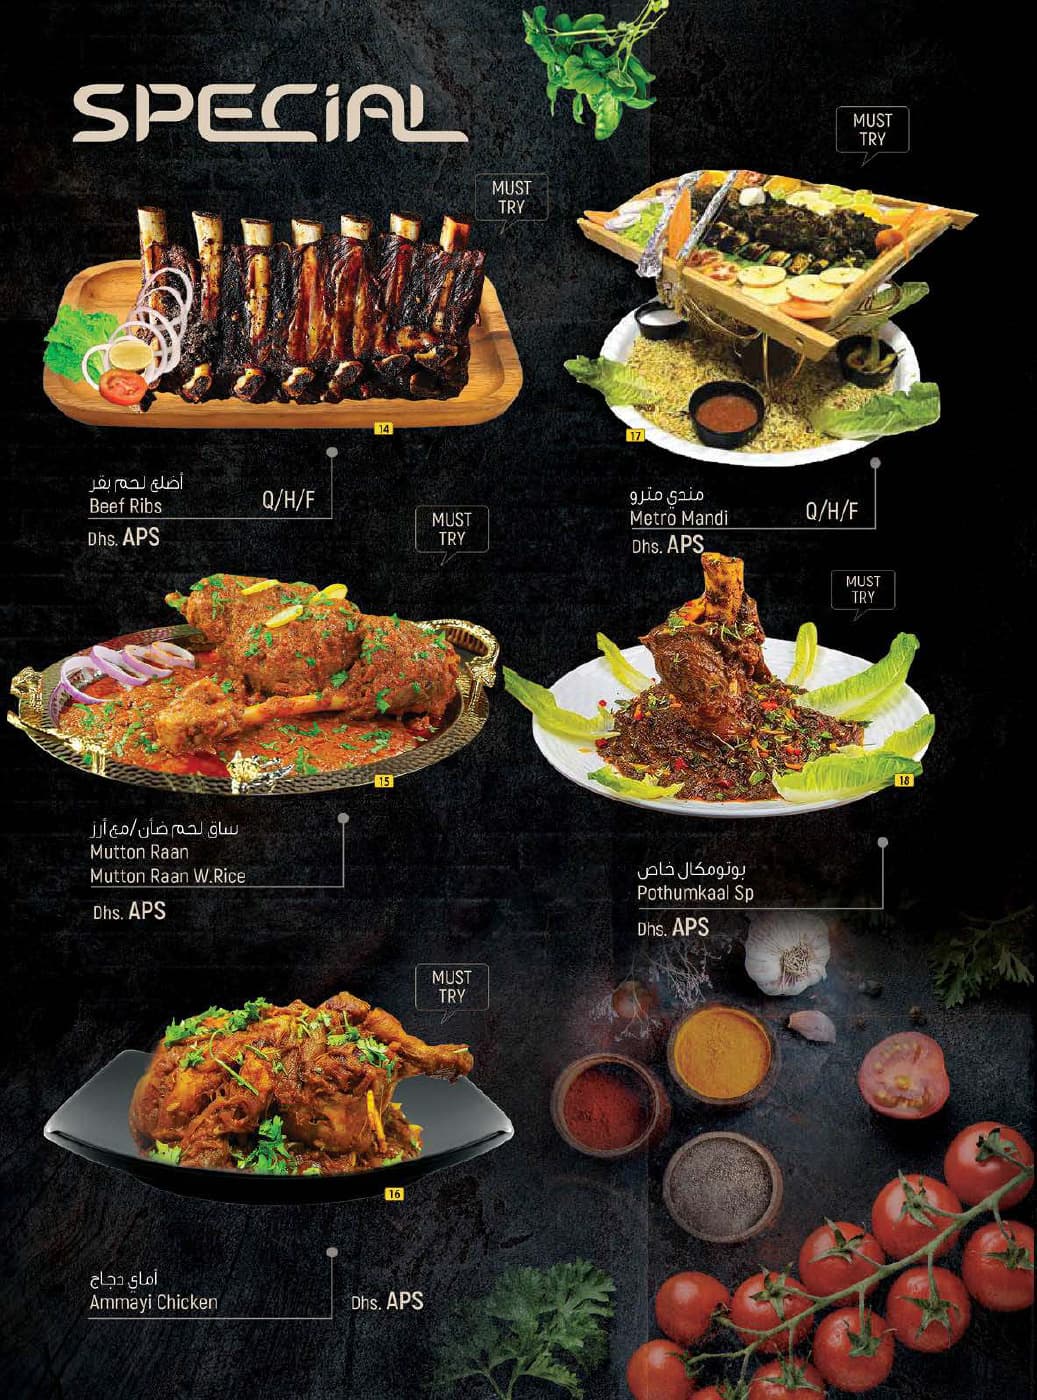 SPECiAL
MUST
TRY
MUST
TRY
14
أضلع لحم بقر
Beef Ribs Q/H/F
Dhs. APS
17
مندي مترو
Metro Mandi Q/H/F
Dhs. APS
MUST
TRY
15
ساق لحم ضأن/مع أرز
Mutton Raan
Mutton Raan W.Rice
Dhs. APS
MUST
TRY
18
بوتومكال خاص
Pothumkaal Sp
Dhs. APS
MUST
TRY
16
أماي دجاج
Ammayi Chicken Dhs. APS